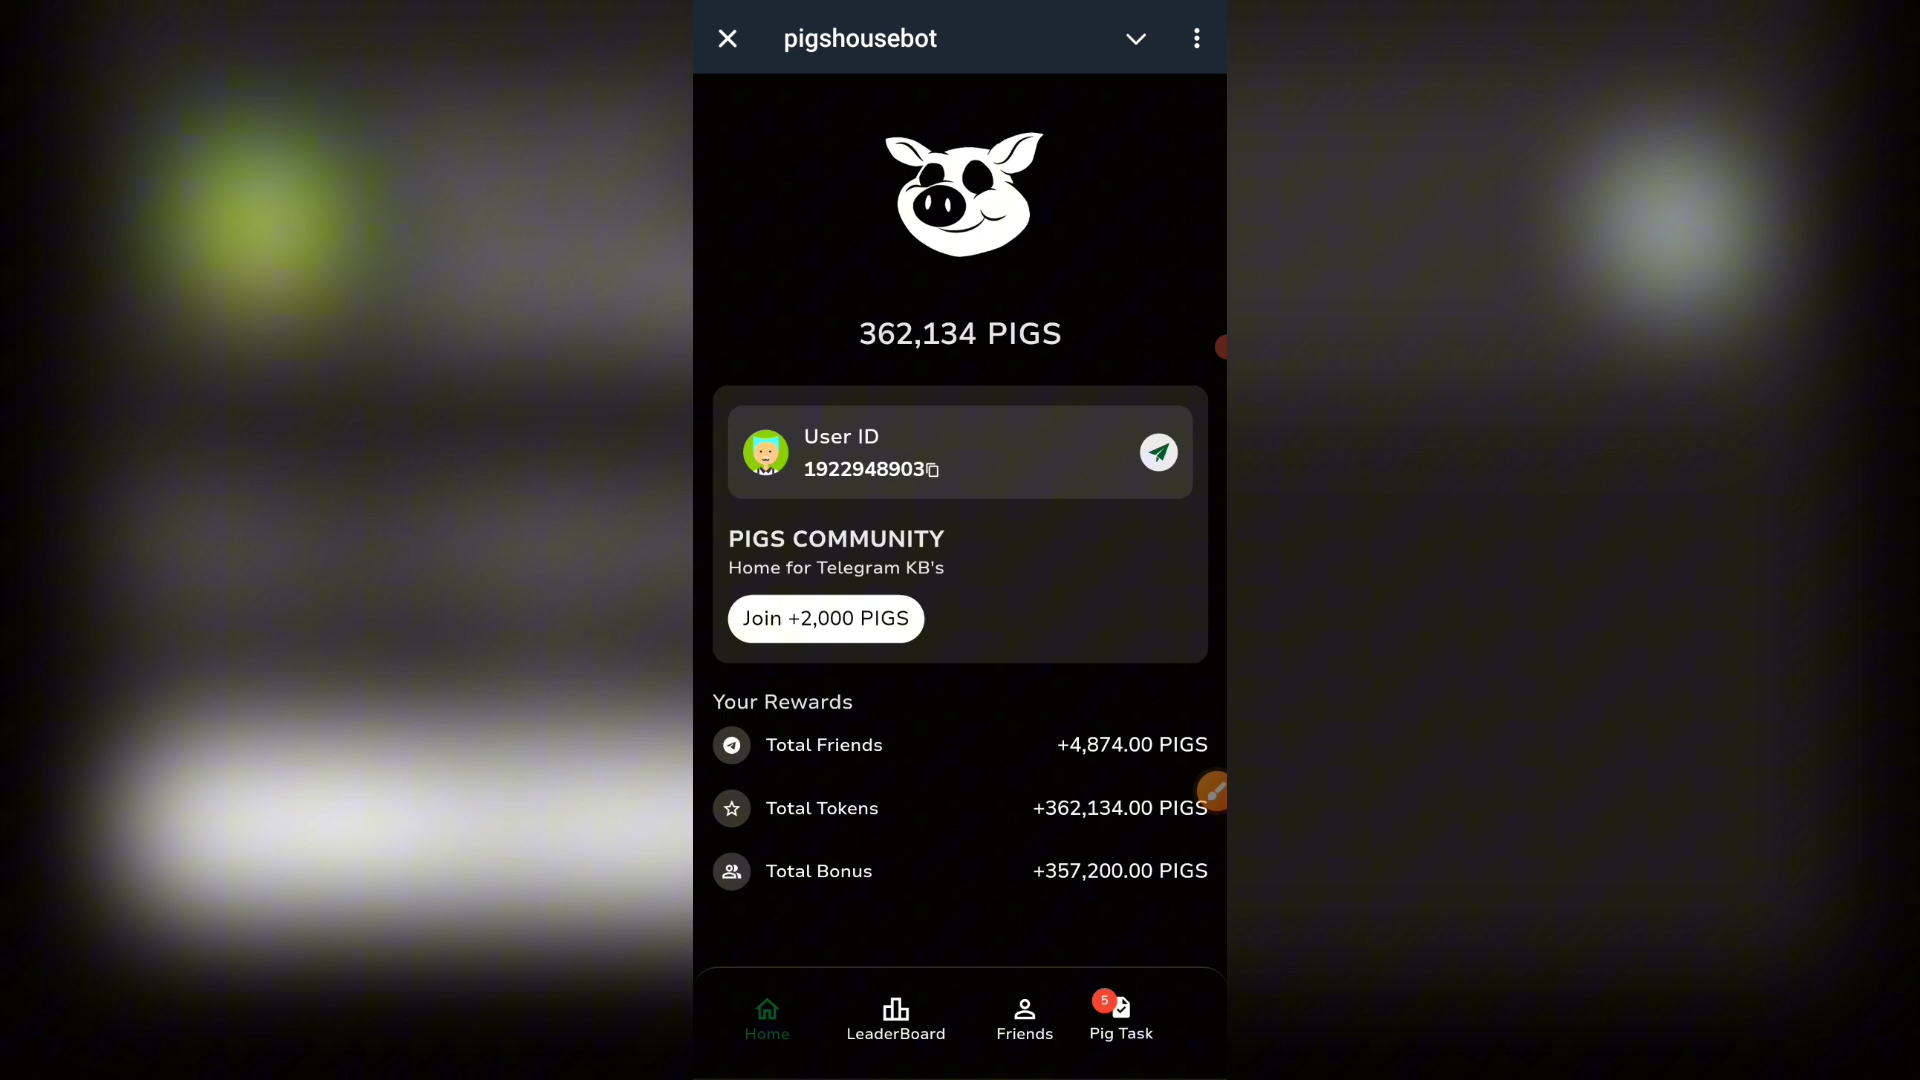 pigshousebot
362,134 PIGS
User ID
1922948903
PIGS COMMUNITY
Home for Telegram KB's
Join +2,000 PIGS
Your Rewards
Total Friends +4,874.00 PIGS
Total Tokens +362,134.00 PIGS
Total Bonus +357,200.00 PIGS
5
Home LeaderBoard Friends Pig Task